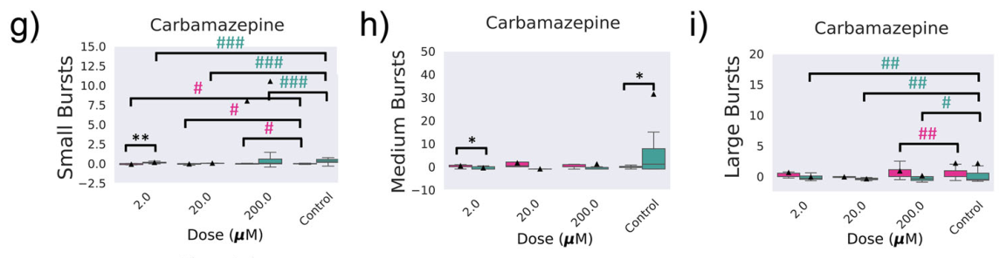 g)
Carbamazepine
Small Bursts
15.0
12.5
10.0
7.5
5.0
2.5
0.0
−2.5
###
###
###
#
#
#
**
2.0
20.0
200.0
Control
Dose (μM)
h)
Carbamazepine
Medium Bursts
50
40
30
20
10
0
−10
*
*
2.0
20.0
200.0
Control
Dose (μM)
i)
Carbamazepine
Large Bursts
20
15
10
5
0
##
##
#
##
2.0
20.0
200.0
Control
Dose (μM)